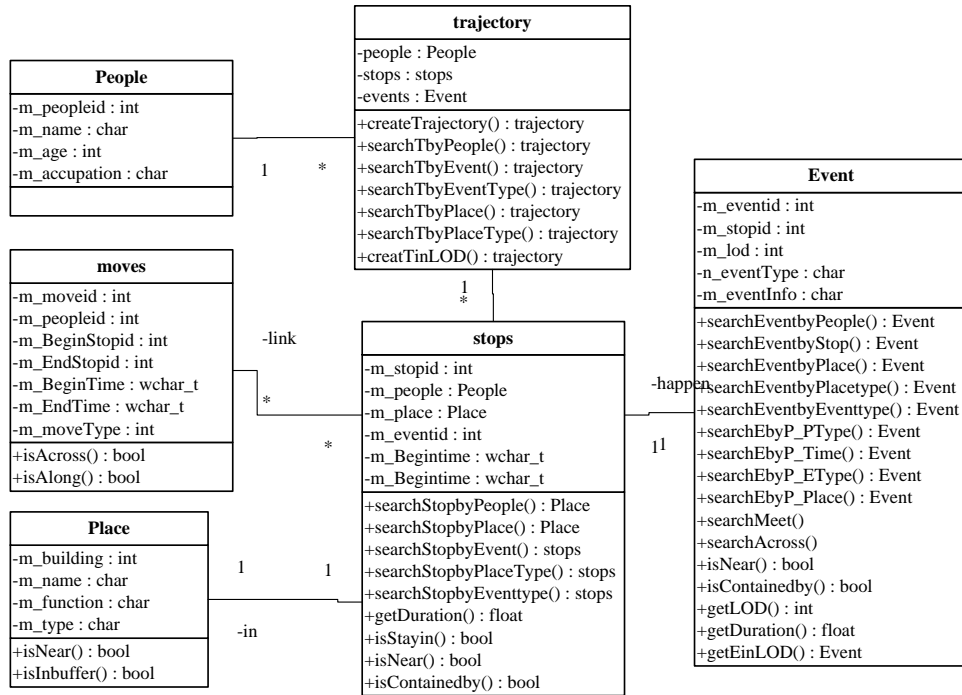 trajectory
-people : People
-stops : stops
-events : Event
+createTrajectory() : trajectory
+searchTbyPeople() : trajectory
+searchTbyEvent() : trajectory
+searchTbyEventType() : trajectory
+searchTbyPlace() : trajectory
+searchTbyPlaceType() : trajectory
+creatTinLOD() : trajectory
People
-m_peopleid : int
-m_name : char
-m_age : int
-m_accupation : char
1
*
1
*
moves
-m_moveid : int
-m_peopleid : int
-m_BeginStopid : int
-m_EndStopid : int
-m_BeginTime : wchar_t
-m_EndTime : wchar_t
-m_moveType : int
+isAcross() : bool
+isAlong() : bool
-link
*
*
stops
-m_stopid : int
-m_people : People
-m_place : Place
-m_eventid : int
-m_Begintime : wchar_t
-m_Begintime : wchar_t
+searchStopbyPeople() : Place
+searchStopbyPlace() : Place
+searchStopbyEvent() : stops
+searchStopbyPlaceType() : stops
+searchStopbyEventtype() : stops
+getDuration() : float
+isStayin() : bool
+isNear() : bool
+isContainedby() : bool
-happen
1
1
Event
-m_eventid : int
-m_stopid : int
-m_lod : int
-n_eventType : char
-m_eventInfo : char
+searchEventbyPeople() : Event
+searchEventbyStop() : Event
+searchEventbyPlace() : Event
+searchEventbyPlacetype() : Event
+searchEventbyEventtype() : Event
+searchEbyP_PType() : Event
+searchEbyP_Time() : Event
+searchEbyP_EType() : Event
+searchEbyP_Place() : Event
+searchMeet()
+searchAcross()
+isNear() : bool
+isContainedby() : bool
+getLOD() : int
+getDuration() : float
+getEinLOD() : Event
Place
-m_building : int
-m_name : char
-m_function : char
-m_type : char
+isNear() : bool
+isInbuffer() : bool
1
1
-in